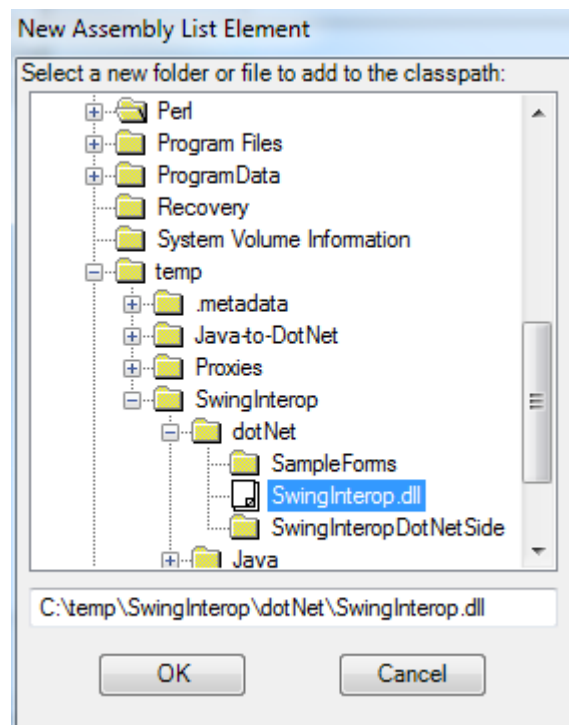 New Assembly List Element
Select a new folder or file to add to the classpath:
Perl
Program Files
ProgramData
Recovery
System Volume Information
temp
.metadata
Java-to-DotNet
Proxies
SwingInterop
dotNet
SampleForms
SwingInterop.dll
SwingInteropDotNetSide
Java
C:\temp\SwingInterop\dotNet\SwingInterop.dll
OK Cancel